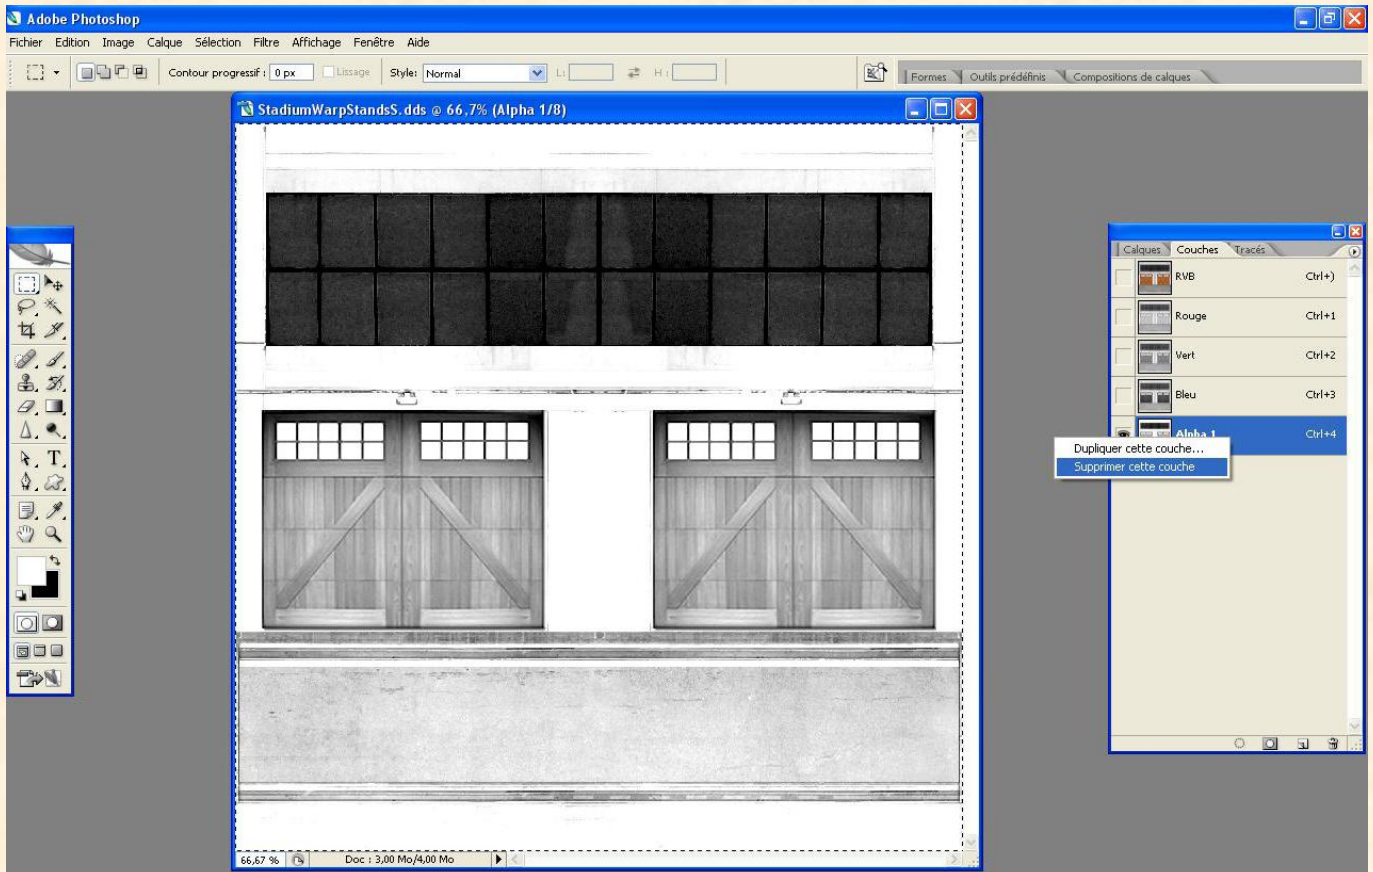 Adobe Photoshop
Fichier Edition Image Calque Sélection Filtre Affichage Fenêtre Aide
Contour progressif : 0 px Lissage Style: Normal L: H: Formes Outils prédéfinis Compositions de calques
StadiumWarpStandsS.dds @ 66,7% (Alpha 1/8)
Calques Couches Tracés
RVB Ctrl+)
Rouge Ctrl+1
Vert Ctrl+2
Bleu Ctrl+3
Alpha 1 Ctrl+4
Dupliquer cette couche...
Supprimer cette couche
66,67 % Doc : 3,00 Mo/4,00 Mo